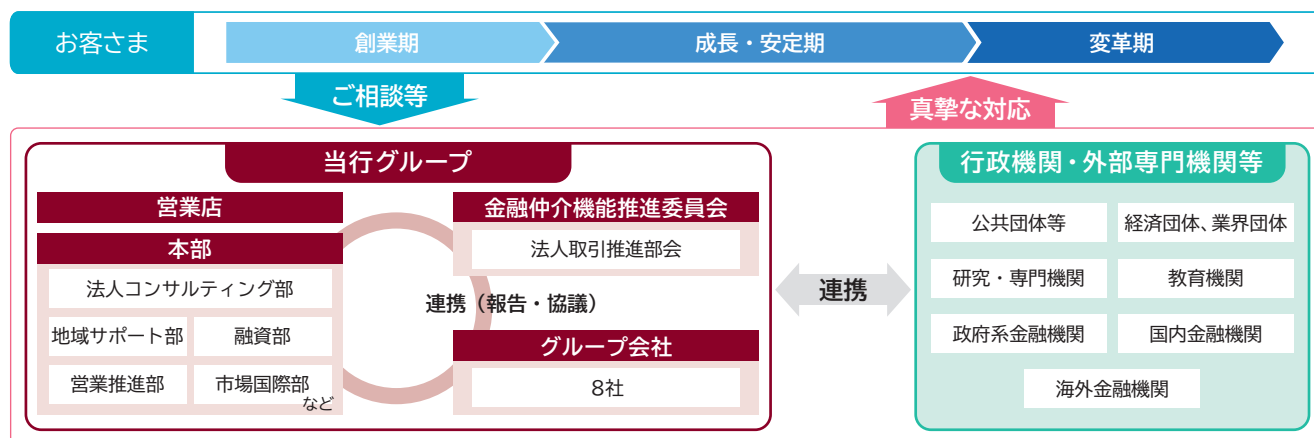 お客さま
創業期
成長・安定期
変革期
ご相談等
真摯な対応
当行グループ
営業店
本部
法人コンサルティング部
地域サポート部
融資部
営業推進部
市場国際部
など
金融仲介機能推進委員会
法人取引推進部会
連携（報告・協議）
グループ会社
8社
連携
行政機関・外部専門機関等
公共団体等
経済団体、業界団体
研究・専門機関
教育機関
政府系金融機関
国内金融機関
海外金融機関